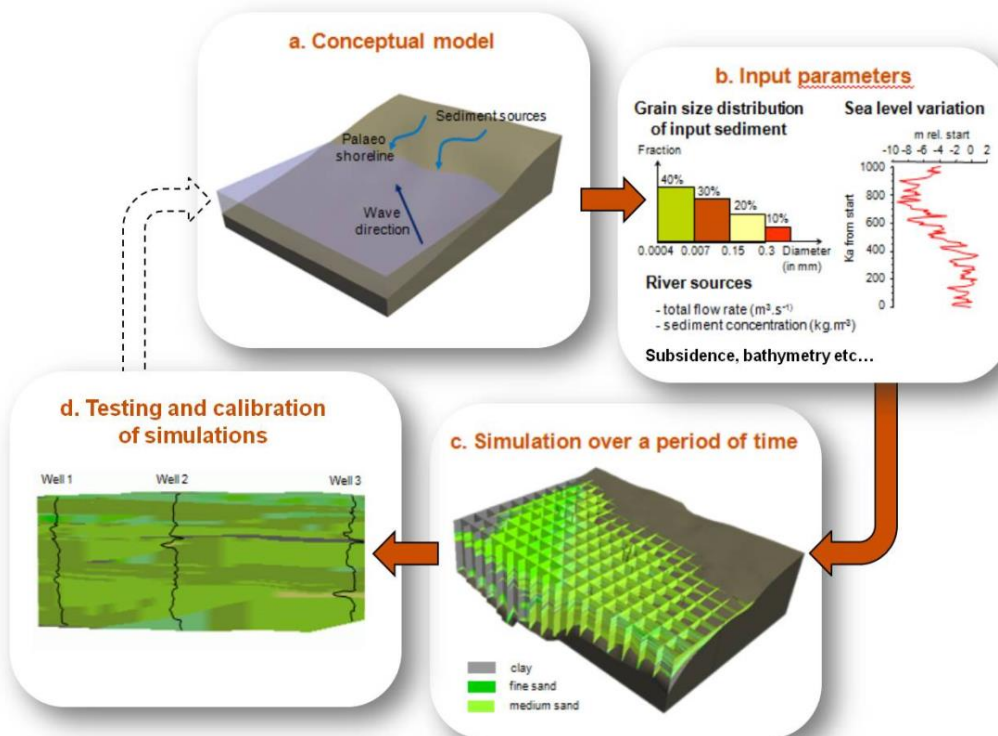 a. Conceptual model
Sediment sources
Palaeo
shoreline
Wave
direction
b. Input parameters
Grain size distribution
of input sediment
Fraction
40%
30%
20%
10%
0.0004 0.007 0.15 0.3 Diameter
(in mm)
Sea level variation
m rel. start
-10 -8 -6 -4 -2 0 2
Ka from start
1000
800
600
400
200
0
River sources
- total flow rate (m³.s⁻¹)
- sediment concentration (kg.m⁻³)
Subsidence, bathymetry etc...
c. Simulation over a period of time
clay
fine sand
medium sand
d. Testing and calibration
of simulations
Well 1 Well 2 Well 3